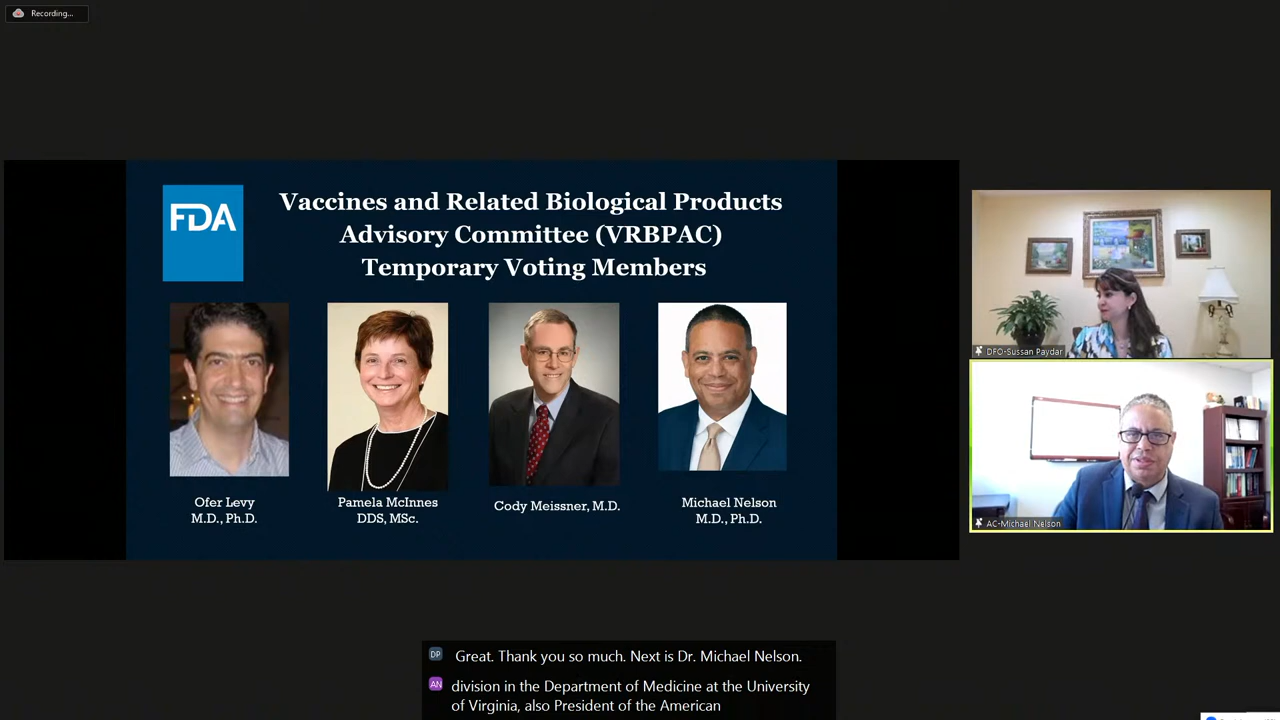 Recording...
FDA
Vaccines and Related Biological Products
Advisory Committee (VRBPAC)
Temporary Voting Members
Ofer Levy
M.D., Ph.D.
Pamela McInnes
DDS, MSc.
Cody Meissner, M.D.
Michael Nelson
M.D., Ph.D.
DFO-Sussan Paydar
AC-Michael Nelson
DP
Great. Thank you so much. Next is Dr. Michael Nelson.
AN
division in the Department of Medicine at the University
of Virginia, also President of the American